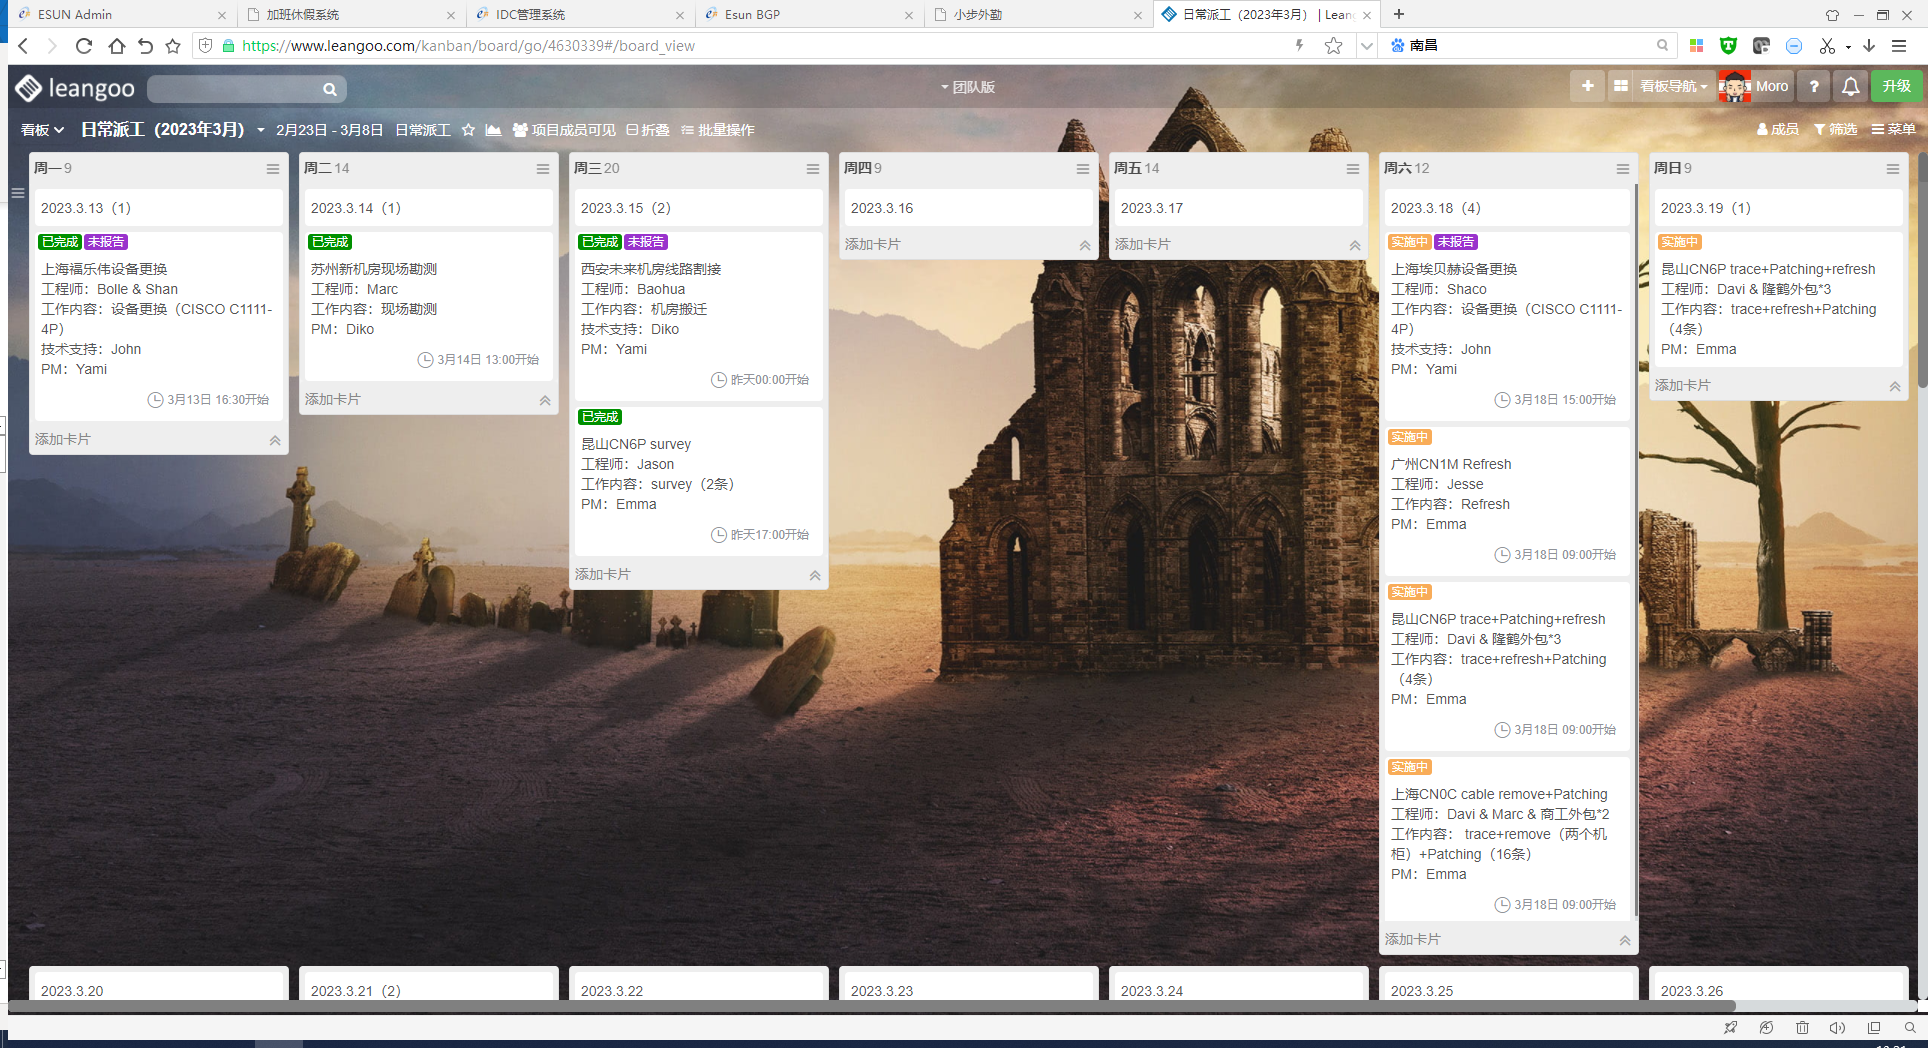 ESUN Admin
加班休假系统
IDC管理系统
Esun BGP
小步外勤
日常派工（2023年3月） | Leang
https://www.leangoo.com/kanban/board/go/4630339#/board_view
南昌
leangoo
团队版
看板导航
Moro
?
升级
看板
日常派工（2023年3月）
2月23日 - 3月8日
日常派工
项目成员可见
折叠
批量操作
成员
筛选
菜单
周一 9
2023.3.13（1）
已完成 未报告
上海福乐伟设备更换
工程师：Bolle & Shan
工作内容：设备更换（CISCO C1111-
4P）
技术支持：John
PM：Yami
3月13日 16:30开始
添加卡片
周二 14
2023.3.14（1）
已完成
苏州新机房现场勘测
工程师：Marc
工作内容：现场勘测
PM：Diko
3月14日 13:00开始
添加卡片
周三 20
2023.3.15（2）
已完成 未报告
西安未来机房线路割接
工程师：Baohua
工作内容：机房搬迁
技术支持：Diko
PM：Yami
昨天00:00开始
已完成
昆山CN6P survey
工程师：Jason
工作内容：survey（2条）
PM：Emma
昨天17:00开始
添加卡片
周四 9
2023.3.16
添加卡片
周五 14
2023.3.17
添加卡片
周六 12
2023.3.18（4）
实施中 未报告
上海埃贝赫设备更换
工程师：Shaco
工作内容：设备更换（CISCO C1111-
4P）
技术支持：John
PM：Yami
3月18日 15:00开始
实施中
广州CN1M Refresh
工程师：Jesse
工作内容：Refresh
PM：Emma
3月18日 09:00开始
实施中
昆山CN6P trace+Patching+refresh
工程师：Davi & 隆鹤外包*3
工作内容：trace+refresh+Patching
（4条）
PM：Emma
3月18日 09:00开始
实施中
上海CN0C cable remove+Patching
工程师：Davi & Marc & 商工外包*2
工作内容： trace+remove（两个机
柜）+Patching（16条）
PM：Emma
3月18日 09:00开始
添加卡片
周日 9
2023.3.19（1）
实施中
昆山CN6P trace+Patching+refresh
工程师：Davi & 隆鹤外包*3
工作内容：trace+refresh+Patching
（4条）
PM：Emma
添加卡片
2023.3.20
2023.3.21（2）
2023.3.22
2023.3.23
2023.3.24
2023.3.25
2023.3.26